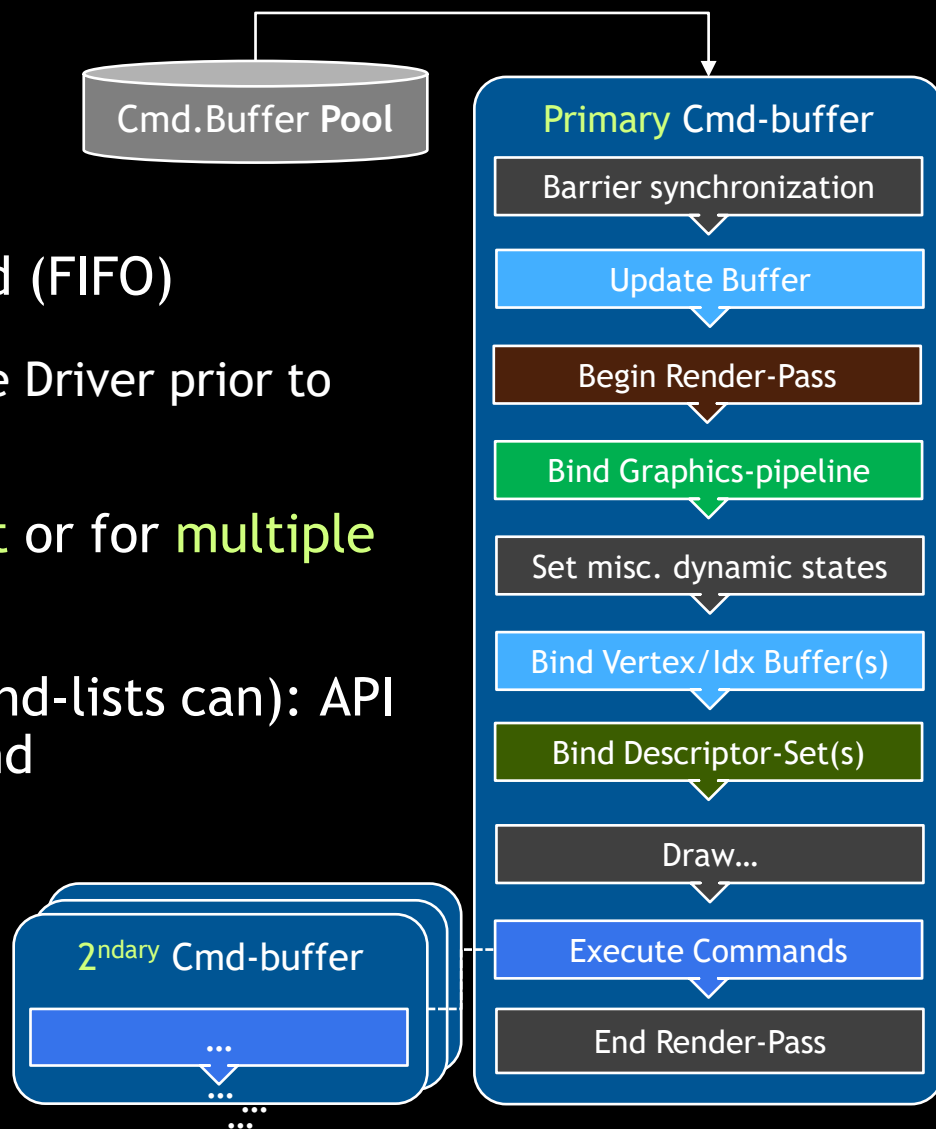 Cmd.Buffer Pool
d (FIFO)
e Driver prior to
t or for multiple
nd-lists can): API
nd
2ndary Cmd-buffer
...
...
...
...
Primary Cmd-buffer
Barrier synchronization
Update Buffer
Begin Render-Pass
Bind Graphics-pipeline
Set misc. dynamic states
Bind Vertex/Idx Buffer(s)
Bind Descriptor-Set(s)
Draw…
Execute Commands
End Render-Pass